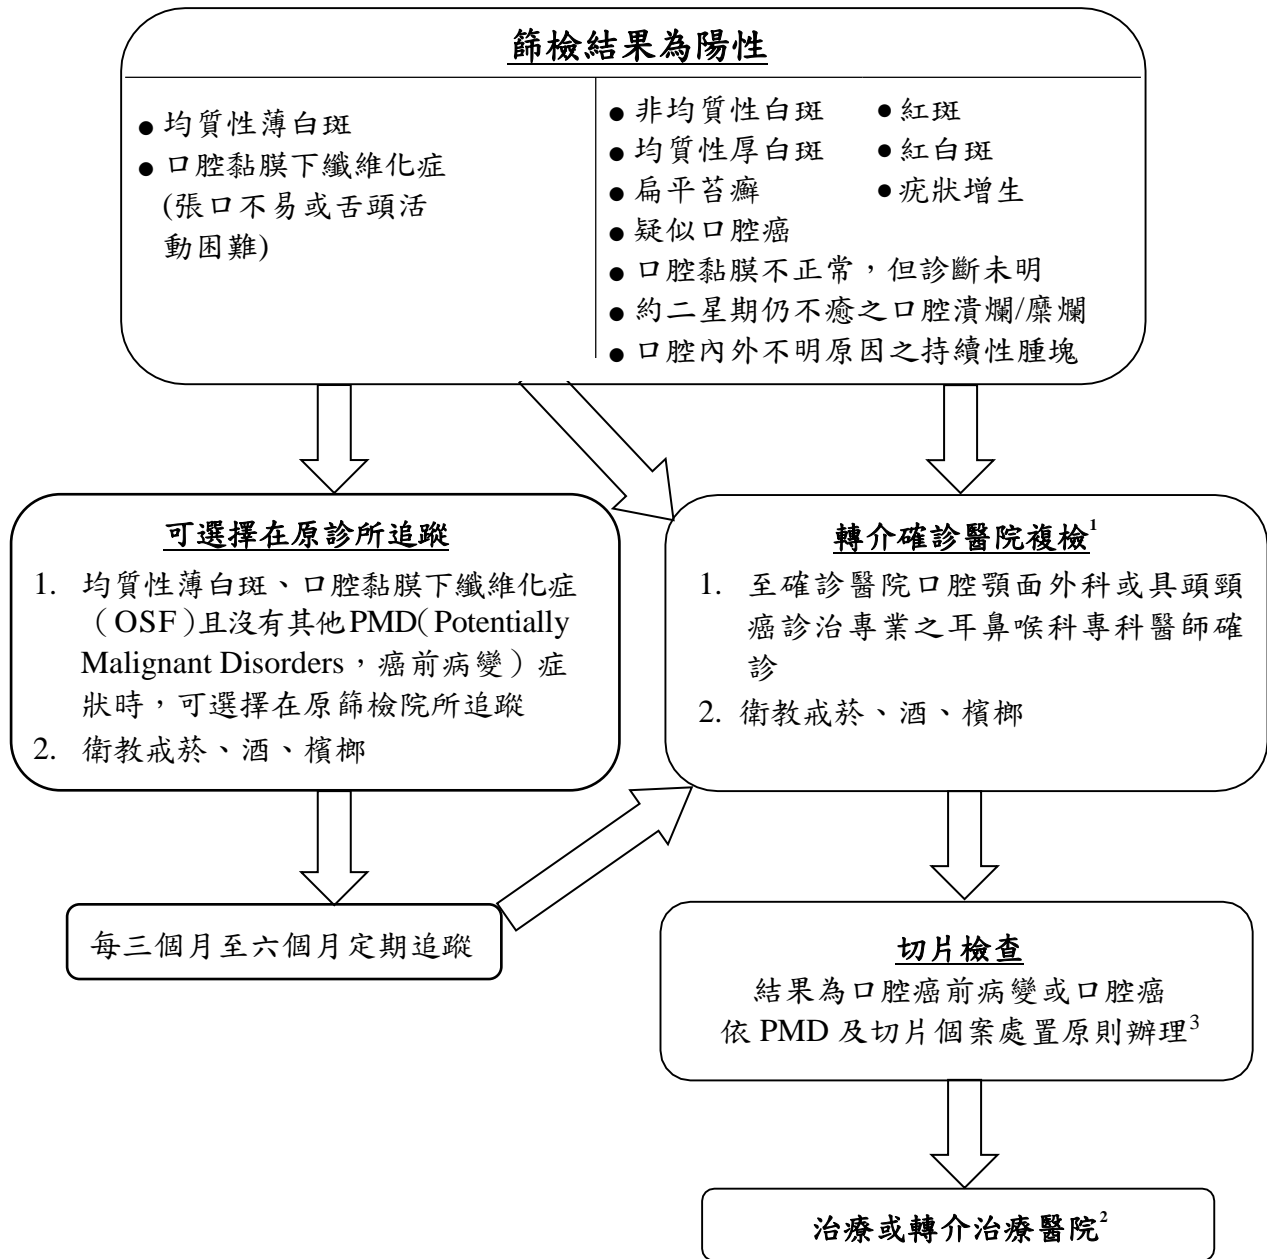 篩檢結果為陽性
● 均質性薄白斑
● 口腔黏膜下纖維化症
(張口不易或舌頭活
動困難)
● 非均質性白斑 ● 紅斑
● 均質性厚白斑 ● 紅白斑
● 扁平苔癬 ● 疣狀增生
● 疑似口腔癌
● 口腔黏膜不正常，但診斷未明
● 約二星期仍不癒之口腔潰爛/糜爛
● 口腔內外不明原因之持續性腫塊
可選擇在原診所追蹤
1. 均質性薄白斑、口腔黏膜下纖維化症
（OSF）且沒有其他PMD（Potentially
Malignant Disorders，癌前病變）症
狀時，可選擇在原篩檢院所追蹤
2. 衛教戒菸、酒、檳榔
轉介確診醫院複檢1
1. 至確診醫院口腔顎面外科或具頭頸
癌診治專業之耳鼻喉科專科醫師確
診
2. 衛教戒菸、酒、檳榔
每三個月至六個月定期追蹤
切片檢查
結果為口腔癌前病變或口腔癌
依 PMD 及切片個案處置原則辦理3
治療或轉介治療醫院2